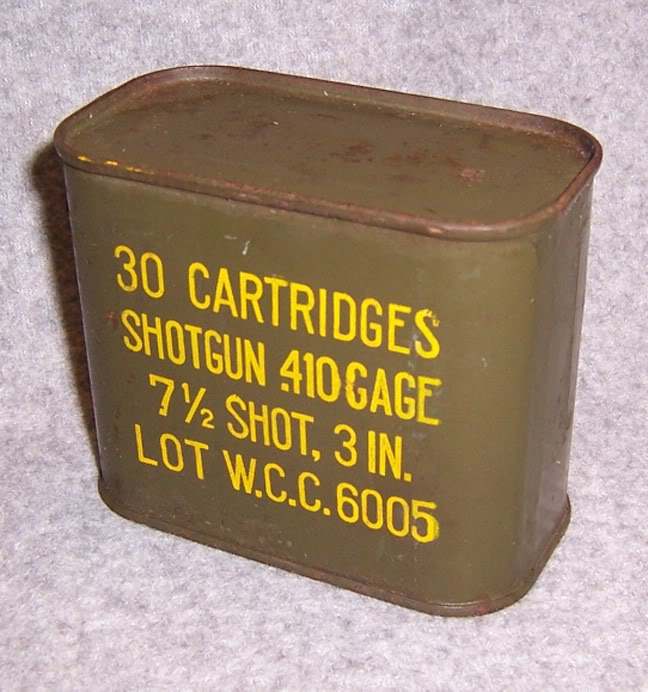 30 CARTRIDGES
SHOTGUN .410 GAGE
7½ SHOT, 3 IN.
LOT W.C.C. 6005